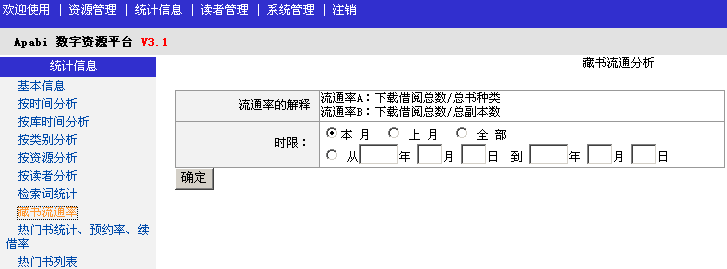 欢迎使用 | 资源管理 | 统计信息 | 读者管理 | 系统管理 | 注销
Apabi 数字资源平台 V3.1
统计信息
基本信息
按时间分析
按库时间分析
按类别分析
按资源分析
按读者分析
检索词统计
藏书流通率
热门书统计、预约率、续
借率
热门书列表
藏书流通分析
流通率的解释
流通率A：下载借阅总数/总书种类
流通率B：下载借阅总数/总副本数
时限：
本 月 上 月 全 部
从 年 月 日 到 年 月 日
确定